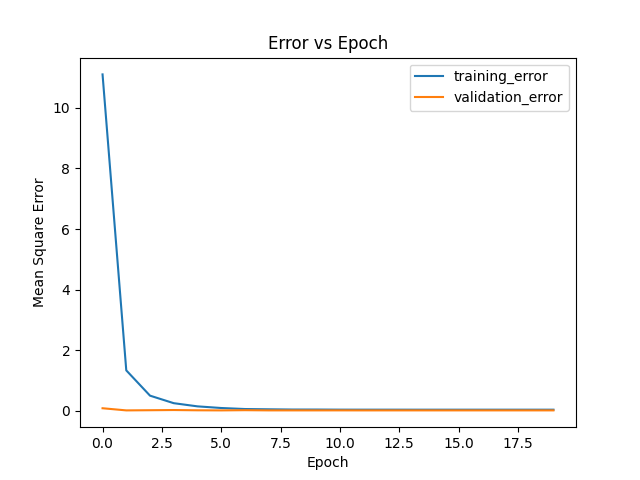 Error vs Epoch
training_error
validation_error
Mean Square Error
10
8
6
4
2
0
0.0 2.5 5.0 7.5 10.0 12.5 15.0 17.5
Epoch